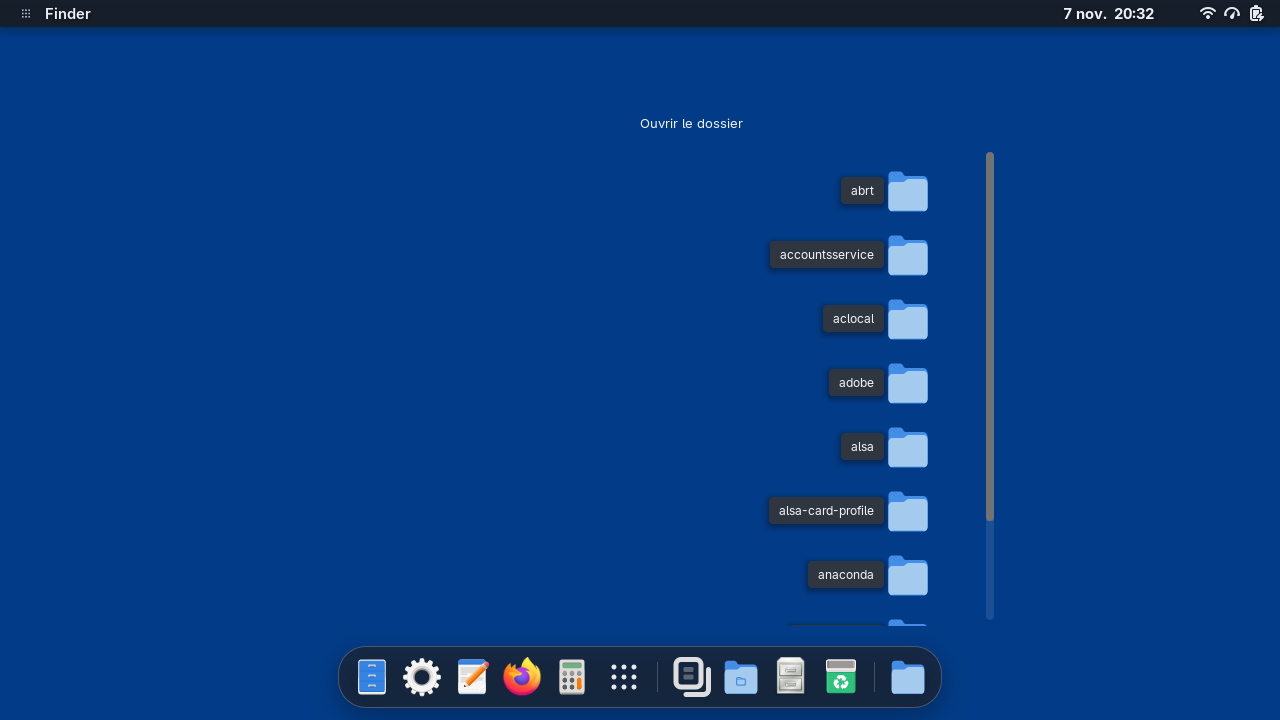 Finder
7 nov. 20:32
Ouvrir le dossier
abrt
accountsservice
aclocal
adobe
alsa
alsa-card-profile
anaconda